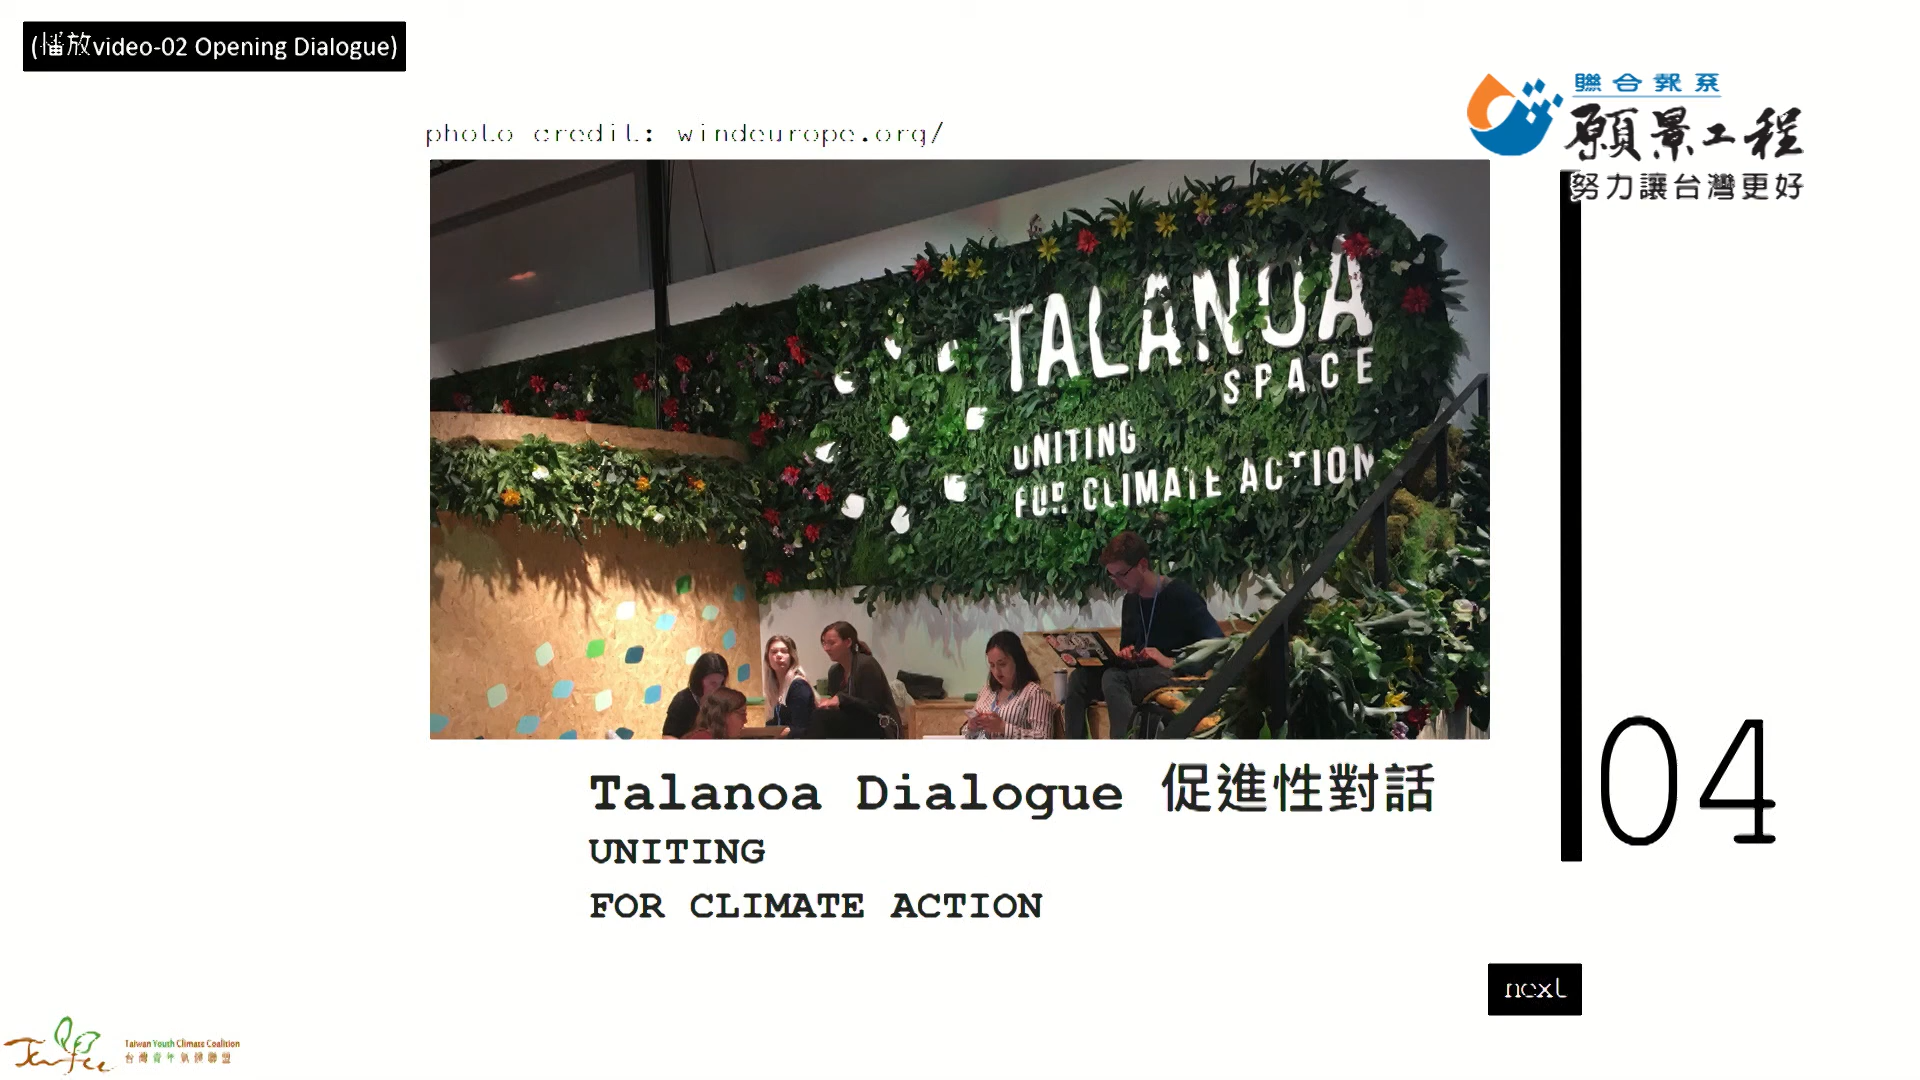 (播放video-02 Opening Dialogue)
聯合報系
願景工程
努力讓台灣更好
photo credit: windeurope.org/
TALANOA
SPACE
UNITING
FOR CLIMATE ACTION
Talanoa Dialogue 促進性對話
UNITING
FOR CLIMATE ACTION
04
next
Taiwan Youth Climate Coalition
台灣青年氣候聯盟